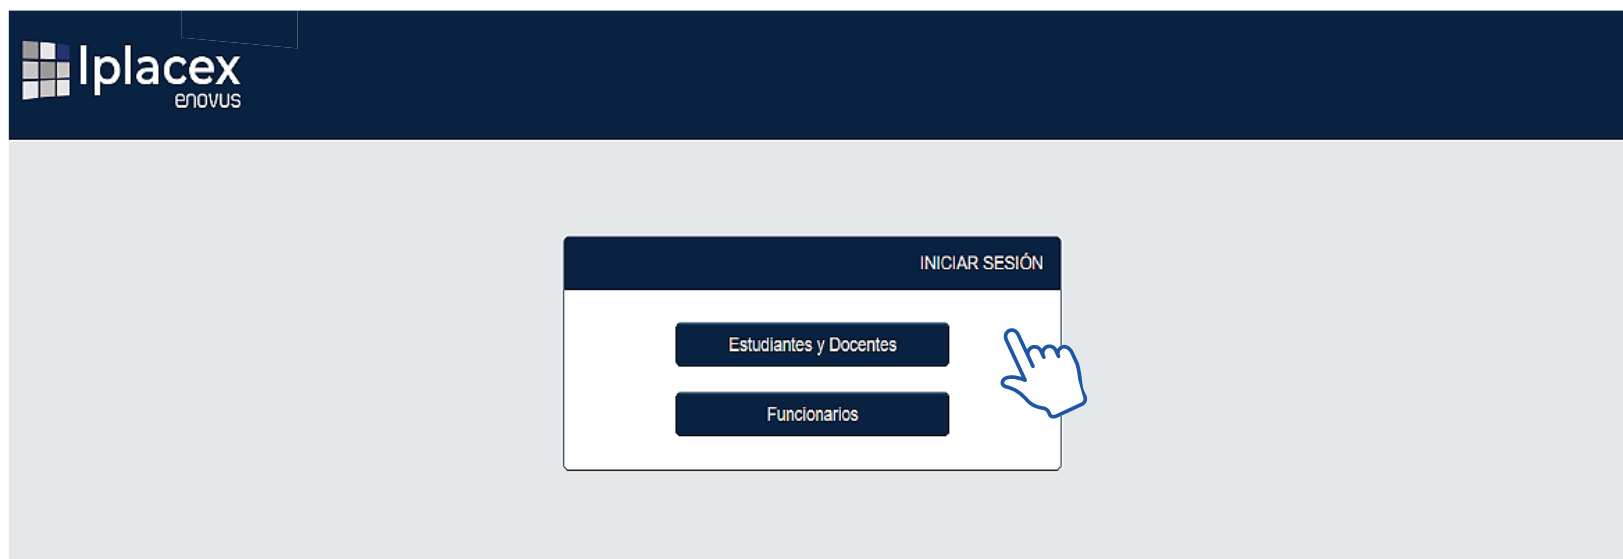 Iplacex
enovus
INICIAR SESIÓN
Estudiantes y Docentes
Funcionarios